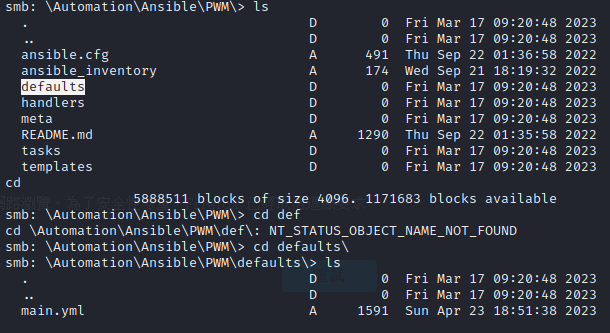 smb: \Automation\Ansible\PWM\> ls
. D 0 Fri Mar 17 09:20:48 2023
.. D 0 Fri Mar 17 09:20:48 2023
ansible.cfg A 491 Thu Sep 22 01:36:58 2022
ansible_inventory A 174 Wed Sep 21 18:19:32 2022
defaults D 0 Fri Mar 17 09:20:48 2023
handlers D 0 Fri Mar 17 09:20:48 2023
meta D 0 Fri Mar 17 09:20:48 2023
README.md A 1290 Thu Sep 22 01:35:58 2022
tasks D 0 Fri Mar 17 09:20:48 2023
templates D 0 Fri Mar 17 09:20:48 2023
cd
5888511 blocks of size 4096. 1171683 blocks available
smb: \Automation\Ansible\PWM\> cd def
cd \Automation\Ansible\PWM\def\: NT_STATUS_OBJECT_NAME_NOT_FOUND
smb: \Automation\Ansible\PWM\> cd defaults\
smb: \Automation\Ansible\PWM\defaults\> ls
. D 0 Fri Mar 17 09:20:48 2023
.. D 0 Fri Mar 17 09:20:48 2023
main.yml A 1591 Sun Apr 23 18:51:38 2023